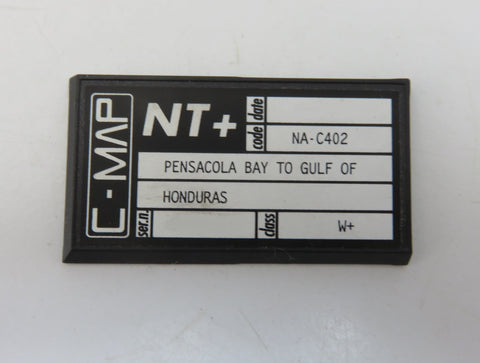 C-MAP
NT+
date
code NA-C402
PENSACOLA BAY TO GULF OF
HONDURAS
ser.n.
class W+